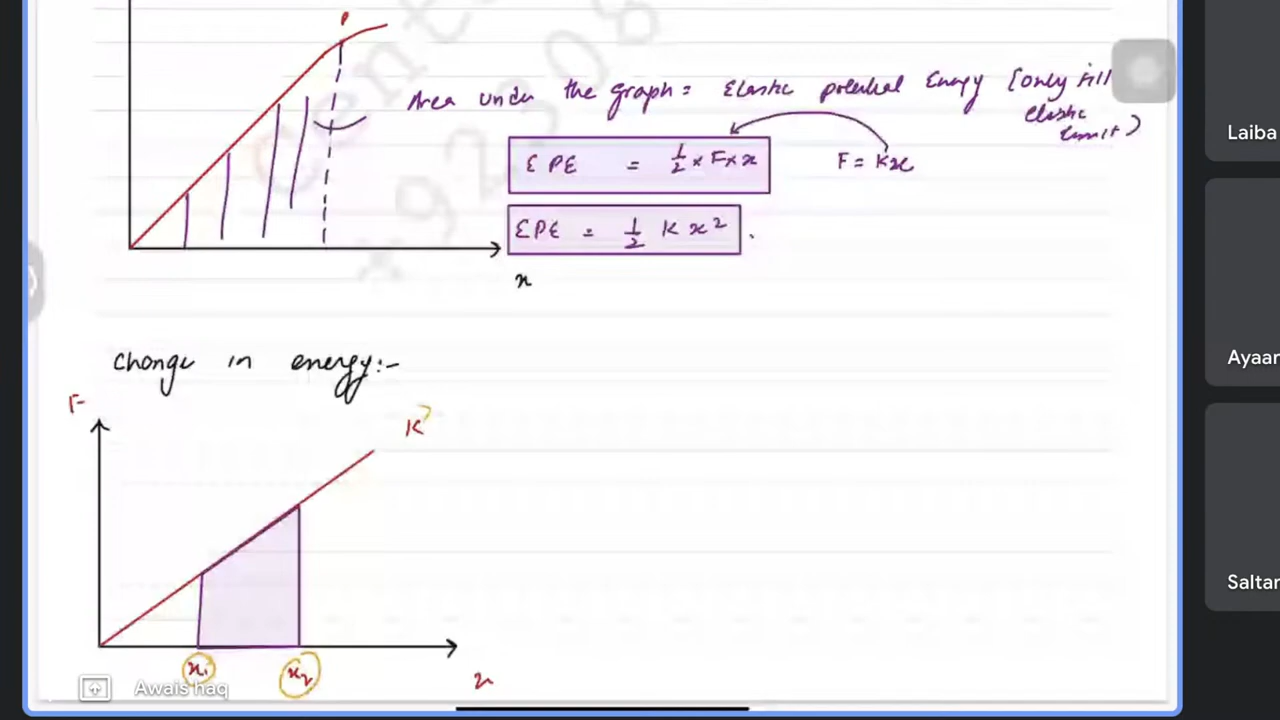 P
Area under the graph = Elastic potential Energy [only till
elastic
limit)
EPE = 1/2 × F × x
F = Kx
EPE = 1/2 K x² .
x
Change in energy:-
F
K
x₁
x₂
x
Awais haq
Laiba
Ayaan
Saltan